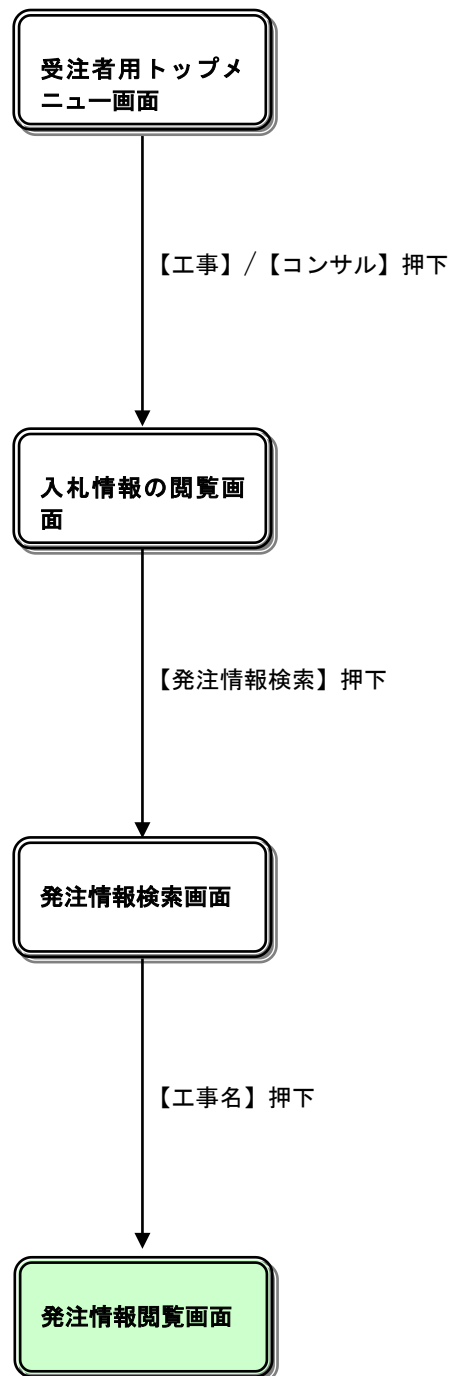 受注者用トップメ
ニュー画面
【工事】/【コンサル】押下
入札情報の閲覧画
面
【発注情報検索】押下
発注情報検索画面
【工事名】押下
発注情報閲覧画面